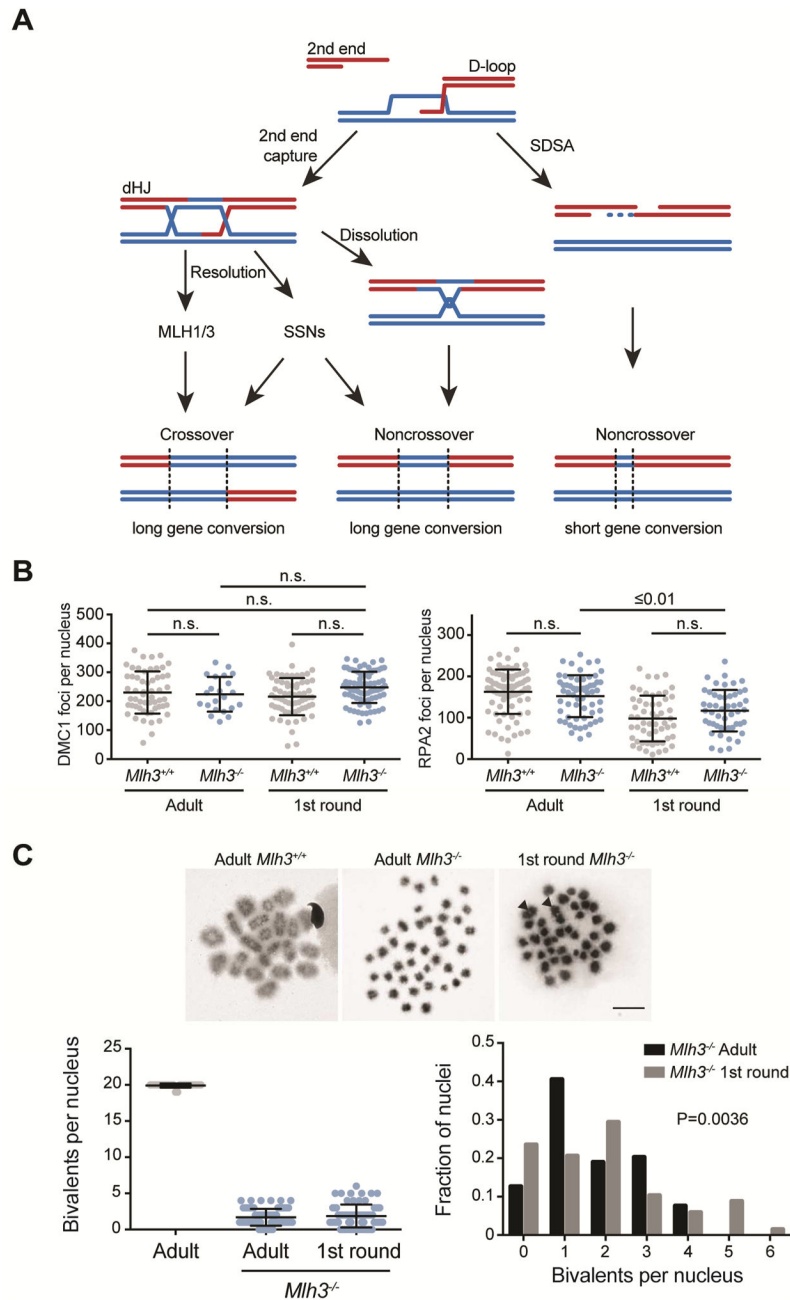 A
2nd end
D-loop
2nd end
capture
SDSA
dHJ
Dissolution
Resolution
MLH1/3
SSNs
Crossover
Noncrossover
Noncrossover
long gene conversion
long gene conversion
short gene conversion
B
n.s.
n.s.
n.s.
n.s.
DMC1 foci per nucleus
500
400
300
200
100
0
Mlh3+/+
Mlh3-/-
Mlh3+/+
Mlh3-/-
Adult
1st round
≤0.01
n.s.
n.s.
RPA2 foci per nucleus
300
200
100
0
Mlh3+/+
Mlh3-/-
Mlh3+/+
Mlh3-/-
Adult
1st round
C
Adult Mlh3+/+
Adult Mlh3-/-
1st round Mlh3-/-
Bivalents per nucleus
25
20
15
10
5
0
Adult
Adult
1st round
Mlh3-/-
Fraction of nuclei
0.5
0.4
0.3
0.2
0.1
0
Mlh3-/- Adult
Mlh3-/- 1st round
P=0.0036
0 1 2 3 4 5 6
Bivalents per nucleus